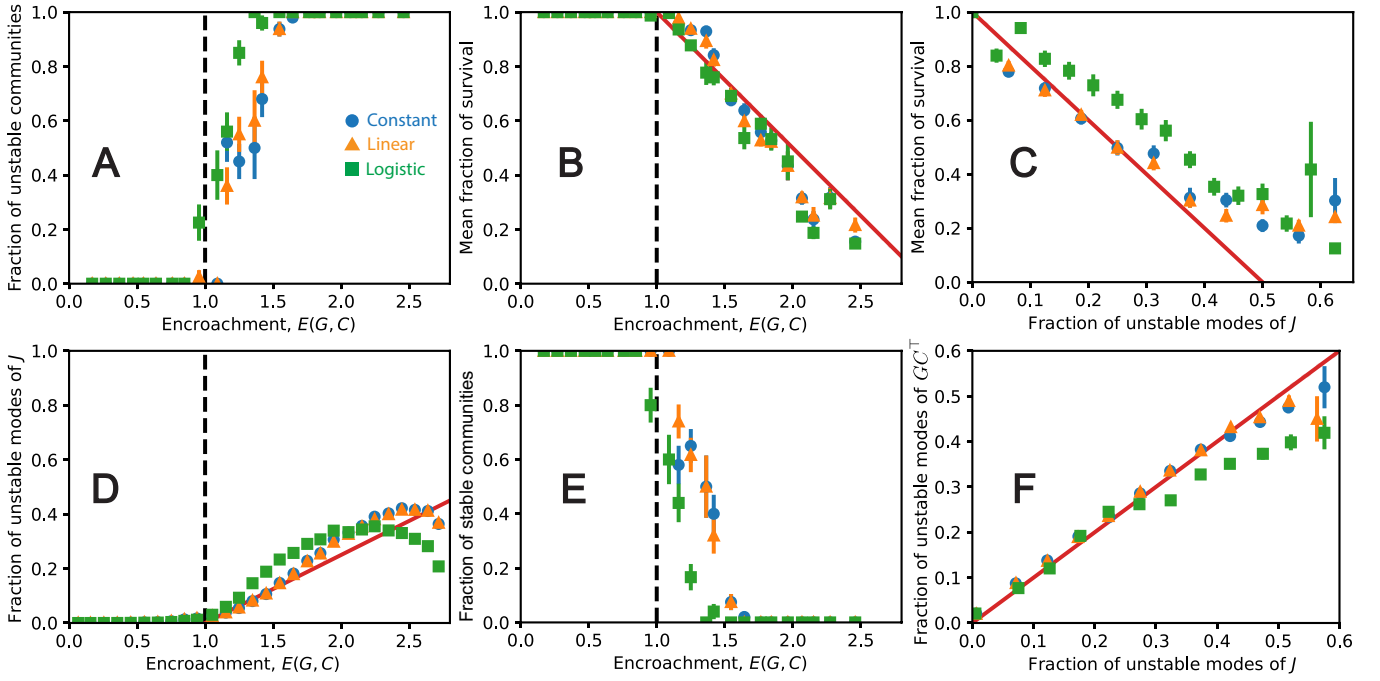 Fraction of unstable communities
1.0
0.8
0.6
0.4
0.2
0.0
0.0 0.5 1.0 1.5 2.0 2.5
Encroachment, E(G, C)
A
Constant
Linear
Logistic
Mean fraction of survival
1.0
0.8
0.6
0.4
0.2
0.0
0.0 0.5 1.0 1.5 2.0 2.5
Encroachment, E(G, C)
B
Mean fraction of survival
1.0
0.8
0.6
0.4
0.2
0.0
0.0 0.1 0.2 0.3 0.4 0.5 0.6
Fraction of unstable modes of J
C
Fraction of unstable modes of J
1.0
0.8
0.6
0.4
0.2
0.0
0.0 0.5 1.0 1.5 2.0 2.5
Encroachment, E(G, C)
D
Fraction of stable communities
1.0
0.8
0.6
0.4
0.2
0.0
0.0 0.5 1.0 1.5 2.0 2.5
Encroachment, E(G, C)
E
Fraction of unstable modes of GC⊤
0.6
0.5
0.4
0.3
0.2
0.1
0.0
0.0 0.1 0.2 0.3 0.4 0.5 0.6
Fraction of unstable modes of J
F